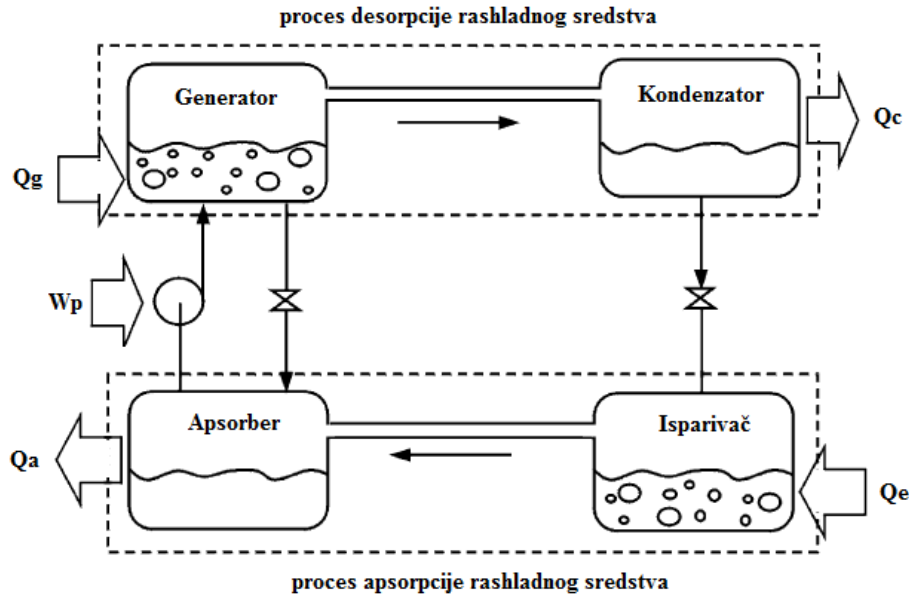 proces desorpcije rashladnog sredstva
Generator
Kondenzator
Qc
Qg
Wp
Apsorber
Isparivač
Qa
Qe
proces apsorpcije rashladnog sredstva